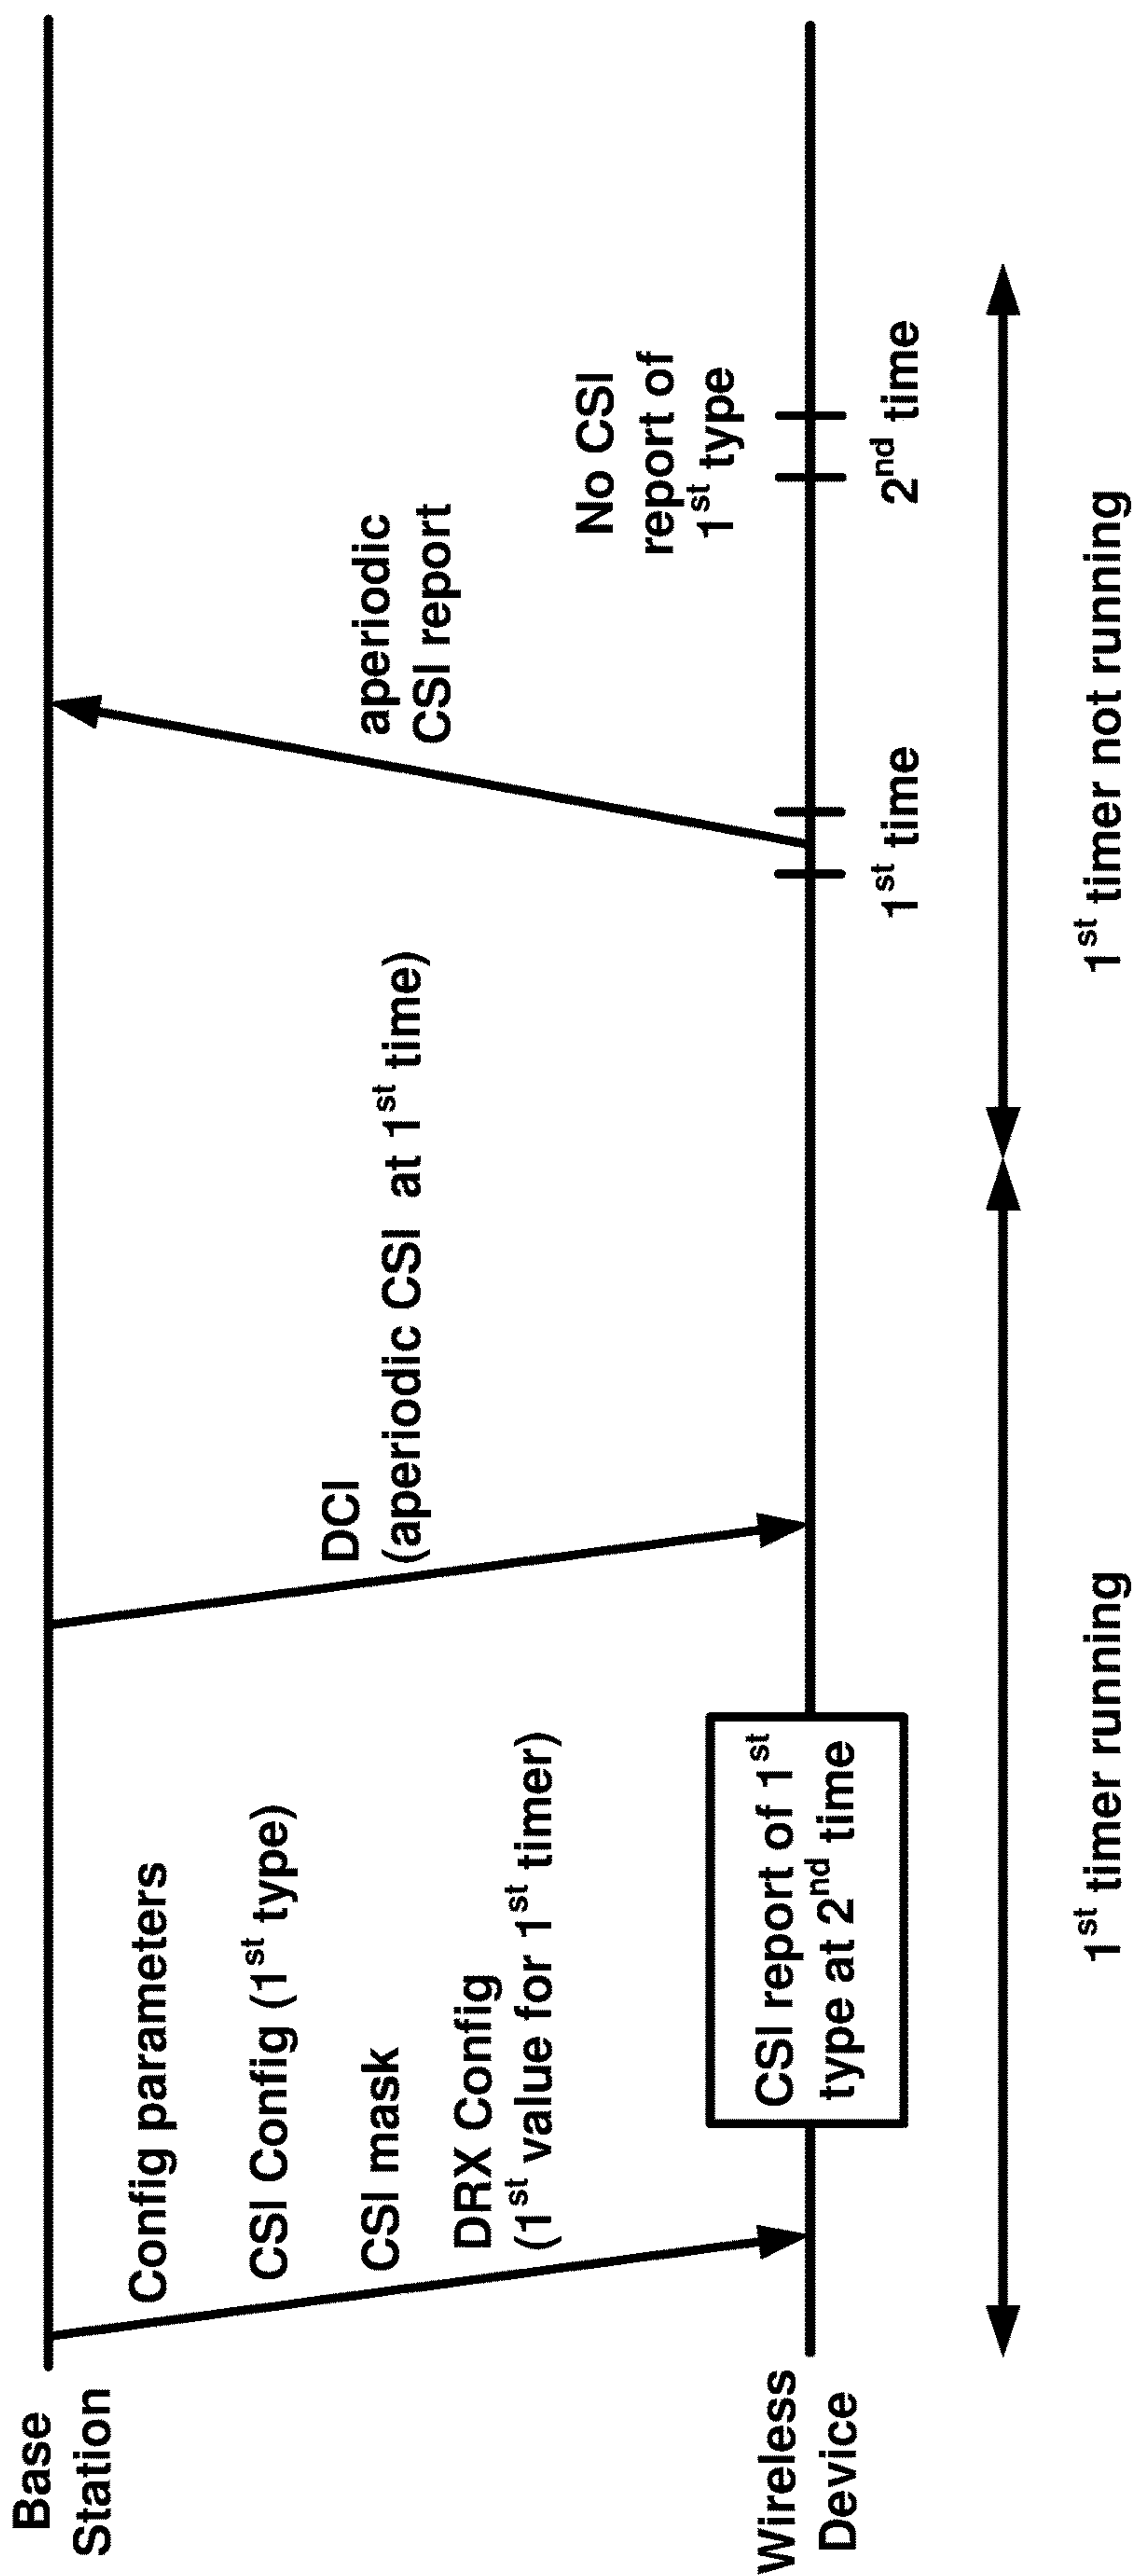 Base
Station
Config parameters
CSI Config (1st type)
CSI mask
DRX Config
(1st value for 1st timer)
DCI
(aperiodic CSI at 1st time)
aperiodic
CSI report
No CSI
report of
1st type
Wireless
Device
CSI report of 1st
type at 2nd time
1st time
2nd time
1st timer running
1st timer not running